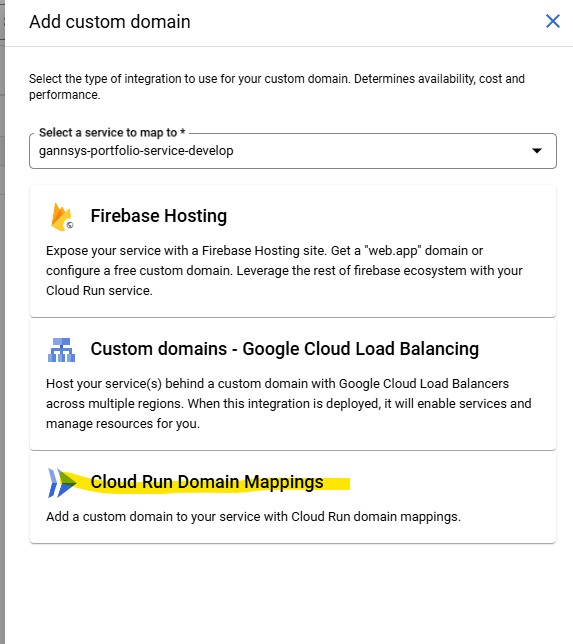 Add custom domain
Select the type of integration to use for your custom domain. Determines availability, cost and
performance.
Select a service to map to *
gannsys-portfolio-service-develop
Firebase Hosting
Expose your service with a Firebase Hosting site. Get a "web.app" domain or
configure a free custom domain. Leverage the rest of firebase ecosystem with your
Cloud Run service.
Custom domains - Google Cloud Load Balancing
Host your service(s) behind a custom domain with Google Cloud Load Balancers
across multiple regions. When this integration is deployed, it will enable services and
manage resources for you.
Cloud Run Domain Mappings
Add a custom domain to your service with Cloud Run domain mappings.